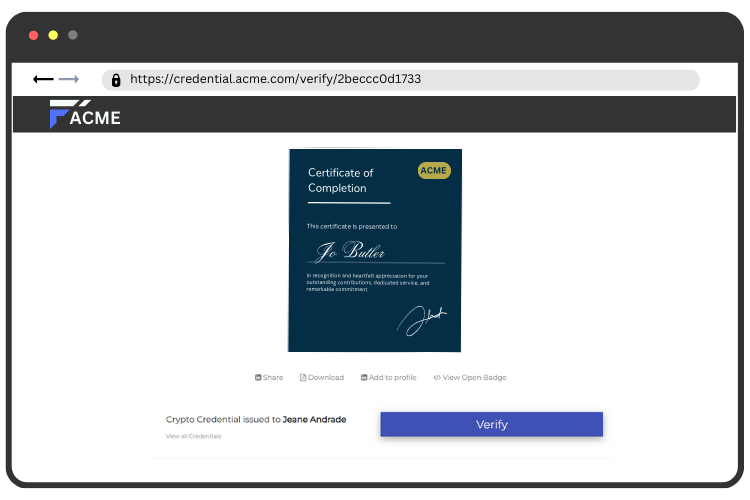 https://credential.acme.com/verify/2beccc0d1733
ACME
Certificate of
Completion
ACME
This certificate is presented to
Jo Butler
In recognition and heartfelt appreciation for your
outstanding contributions, dedicated service, and
remarkable commitment.
Share Download Add to profile View Open Badge
Crypto Credential issued to Jeane Andrade
View all Credentials
Verify